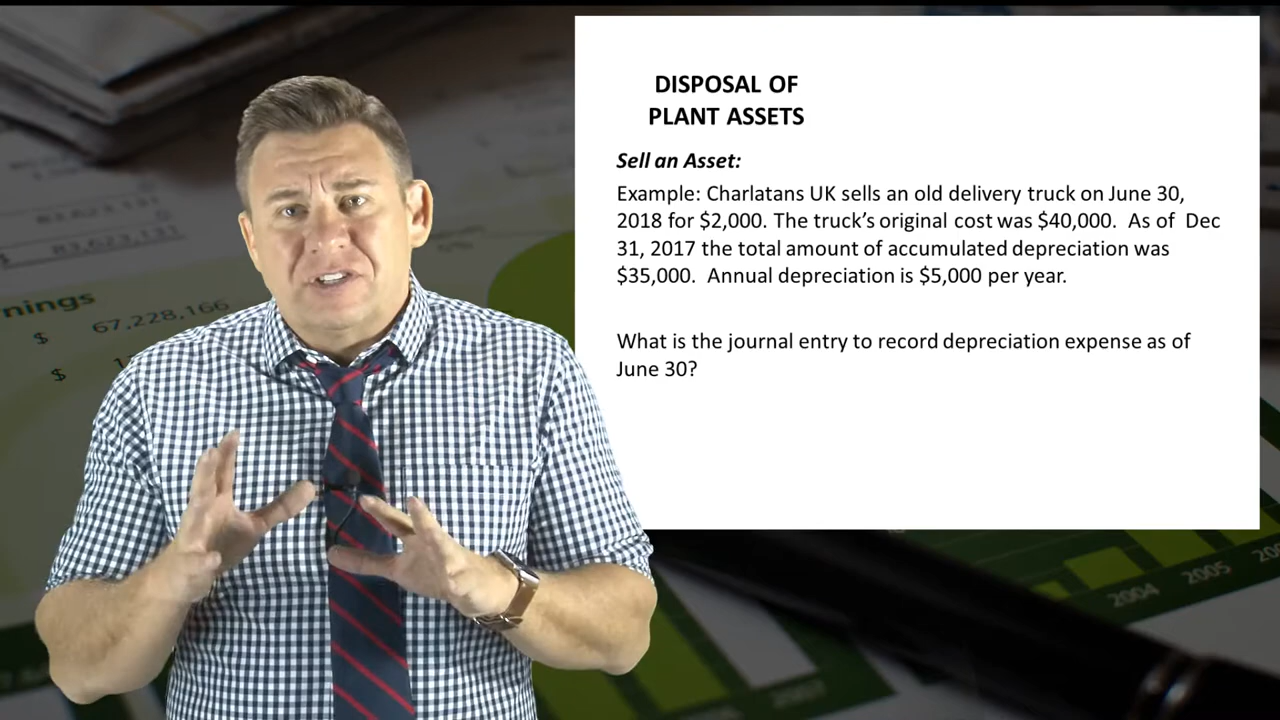 DISPOSAL OF
PLANT ASSETS
Sell an Asset:
Example: Charlatans UK sells an old delivery truck on June 30,
2018 for $2,000. The truck’s original cost was $40,000.  As of  Dec
31, 2017 the total amount of accumulated depreciation was
$35,000.  Annual depreciation is $5,000 per year.
What is the journal entry to record depreciation expense as of
June 30?
83,623,131
nings
$ 67,228,166
$
2004
2005